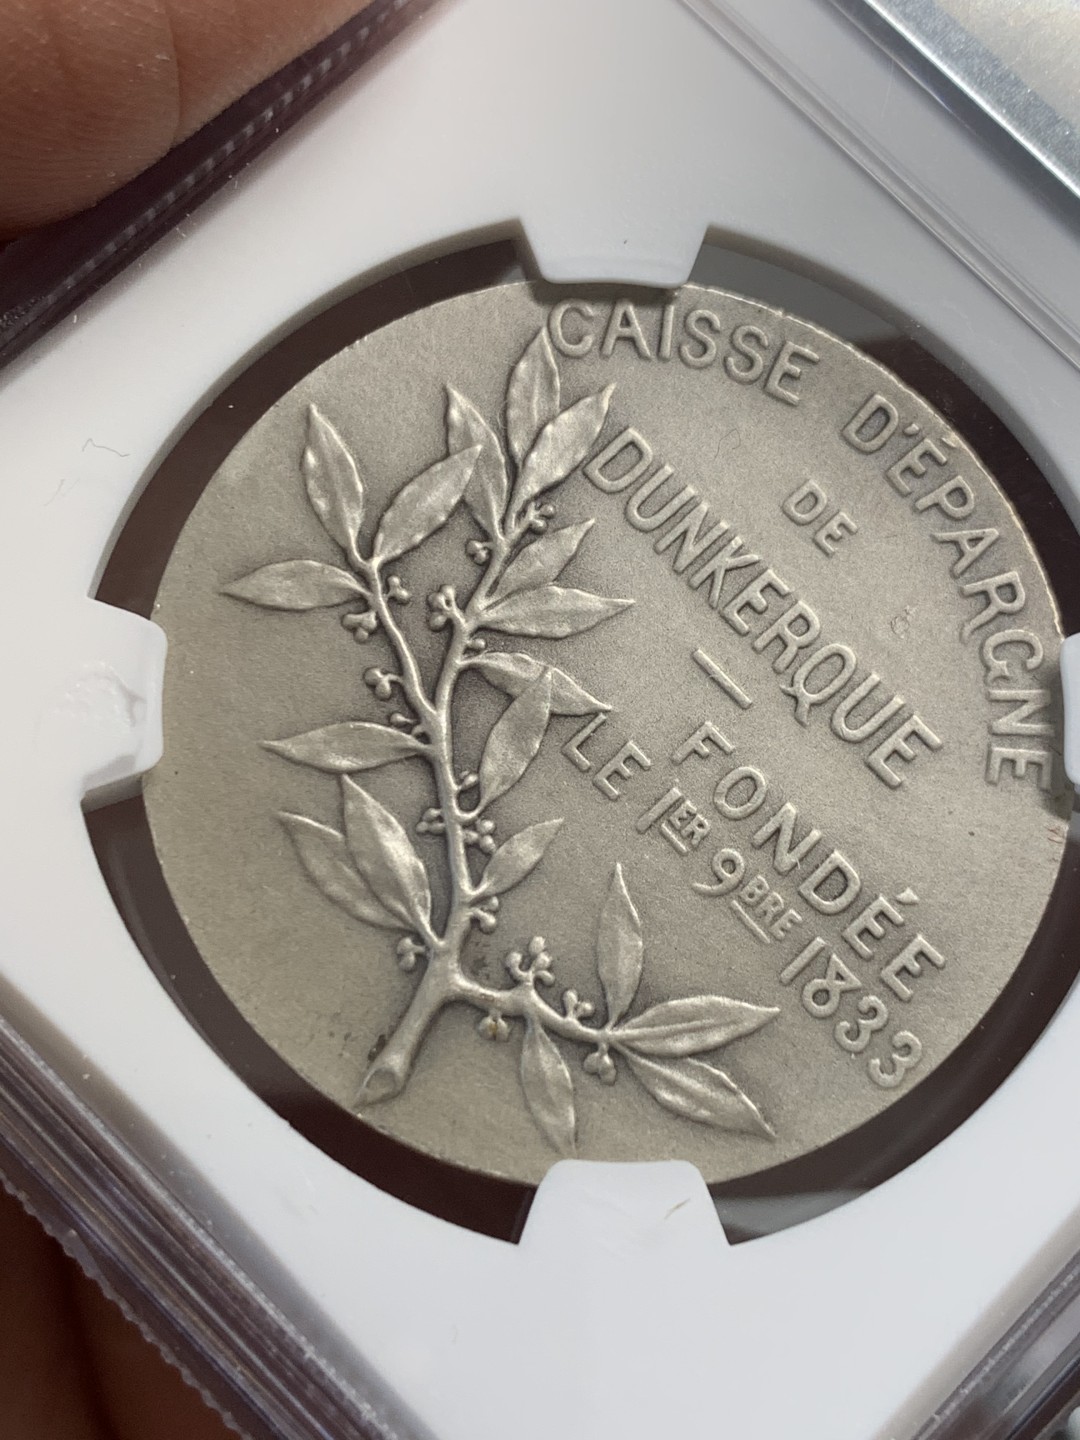 CAISSE D'ÉPARGNE
DE
DUNKERQUE
—
FONDÉE
LE 1ER 9BRE 1833